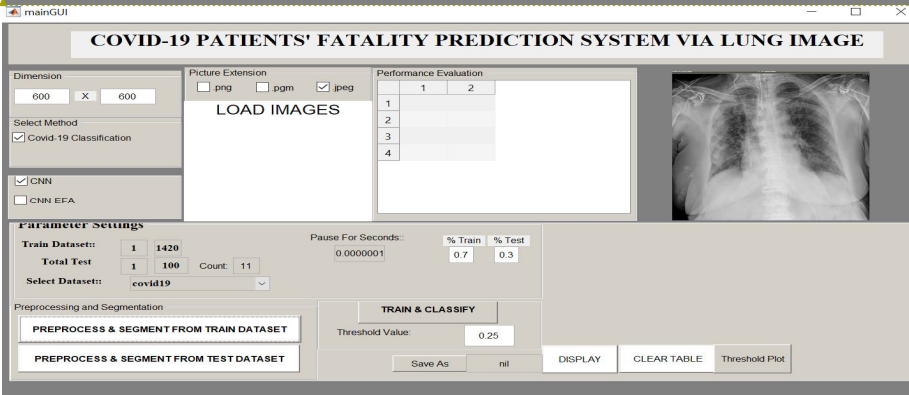 mainGUI
COVID-19 PATIENTS' FATALITY PREDICTION SYSTEM VIA LUNG IMAGE
Dimension
600 X 600
Select Method
Covid-19 Classification
CNN
CNN EFA
Picture Extension
.png .pgm .jpeg
LOAD IMAGES
Performance Evaluation
1 2
1
2
3
4
Parameter Settings
Train Dataset:: 1 1420
Total Test 1 100 Count: 11
Select Dataset:: covid19
Pause For Seconds::
0.0000001
% Train % Test
0.7 0.3
Preprocessing and Segmentation
PREPROCESS & SEGMENT FROM TRAIN DATASET
PREPROCESS & SEGMENT FROM TEST DATASET
TRAIN & CLASSIFY
Threshold Value: 0.25
Save As nil
DISPLAY
CLEAR TABLE
Threshold Plot